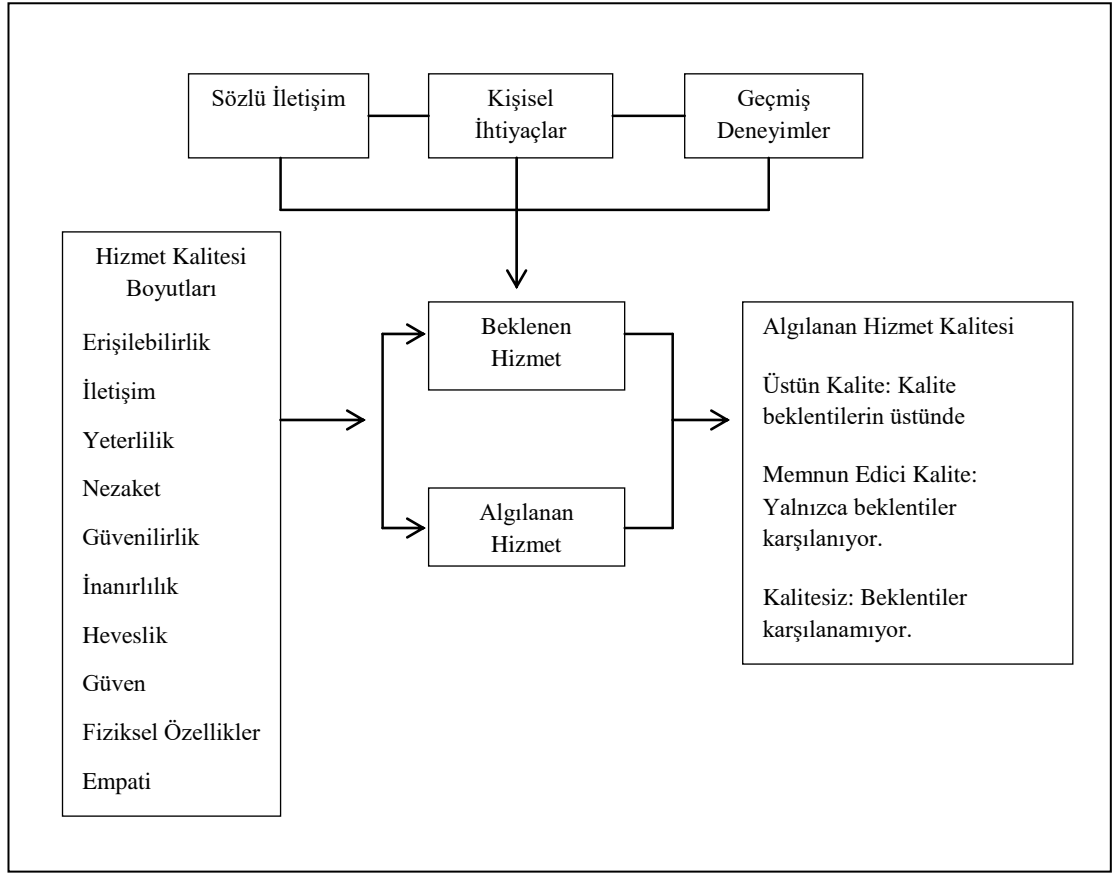 Sözlü İletişim
Kişisel
İhtiyaçlar
Geçmiş
Deneyimler
Hizmet Kalitesi
Boyutları
Erişilebilirlik
İletişim
Yeterlilik
Nezaket
Güvenilirlik
İnanırlılık
Heveslik
Güven
Fiziksel Özellikler
Empati
Beklenen
Hizmet
Algılanan
Hizmet
Algılanan Hizmet Kalitesi
Üstün Kalite: Kalite
beklentilerin üstünde
Memnun Edici Kalite:
Yalnızca beklentiler
karşılanıyor.
Kalitesiz: Beklentiler
karşılanamıyor.